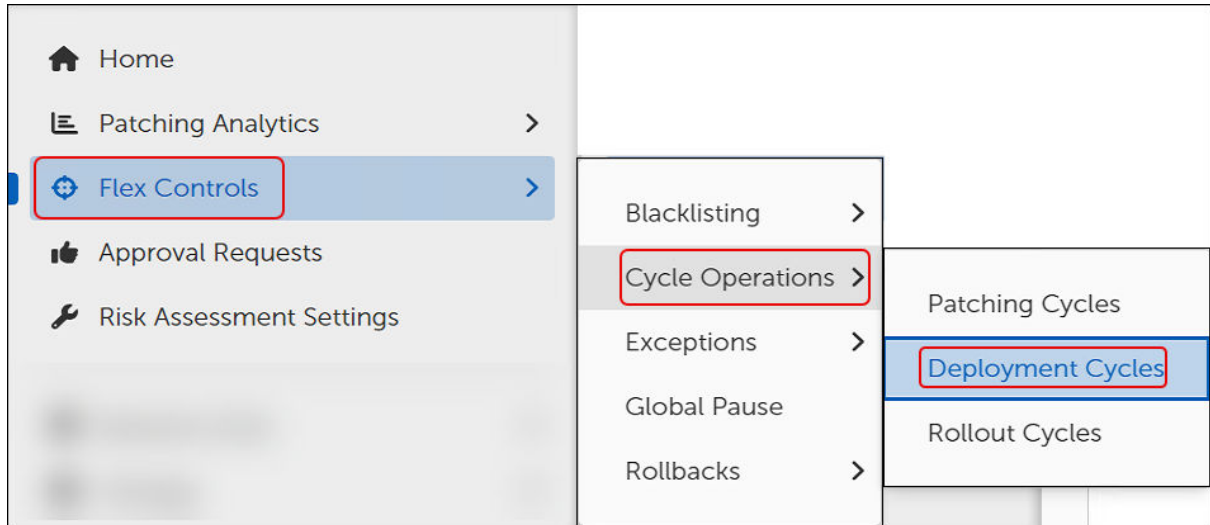 Home
Patching Analytics
Flex Controls
Approval Requests
Risk Assessment Settings
Blacklisting
Cycle Operations
Exceptions
Global Pause
Rollbacks
Patching Cycles
Deployment Cycles
Rollout Cycles